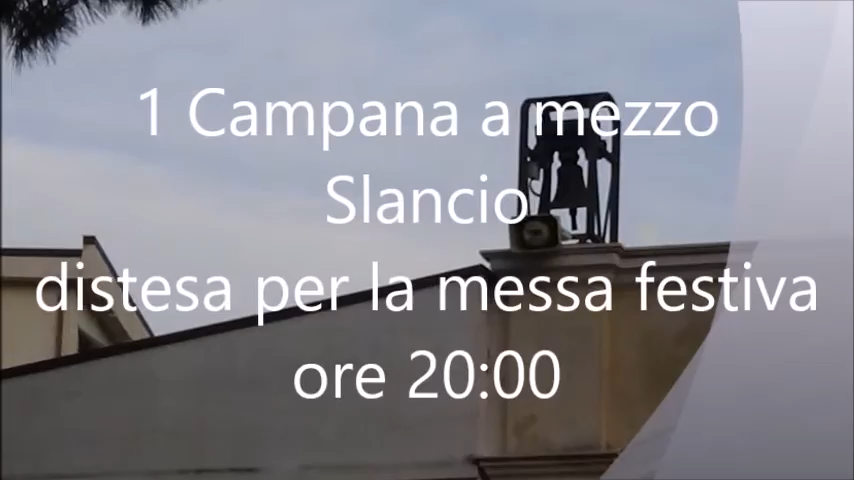 1 Campana a mezzo
Slancio
distesa per la messa festiva
ore 20:00